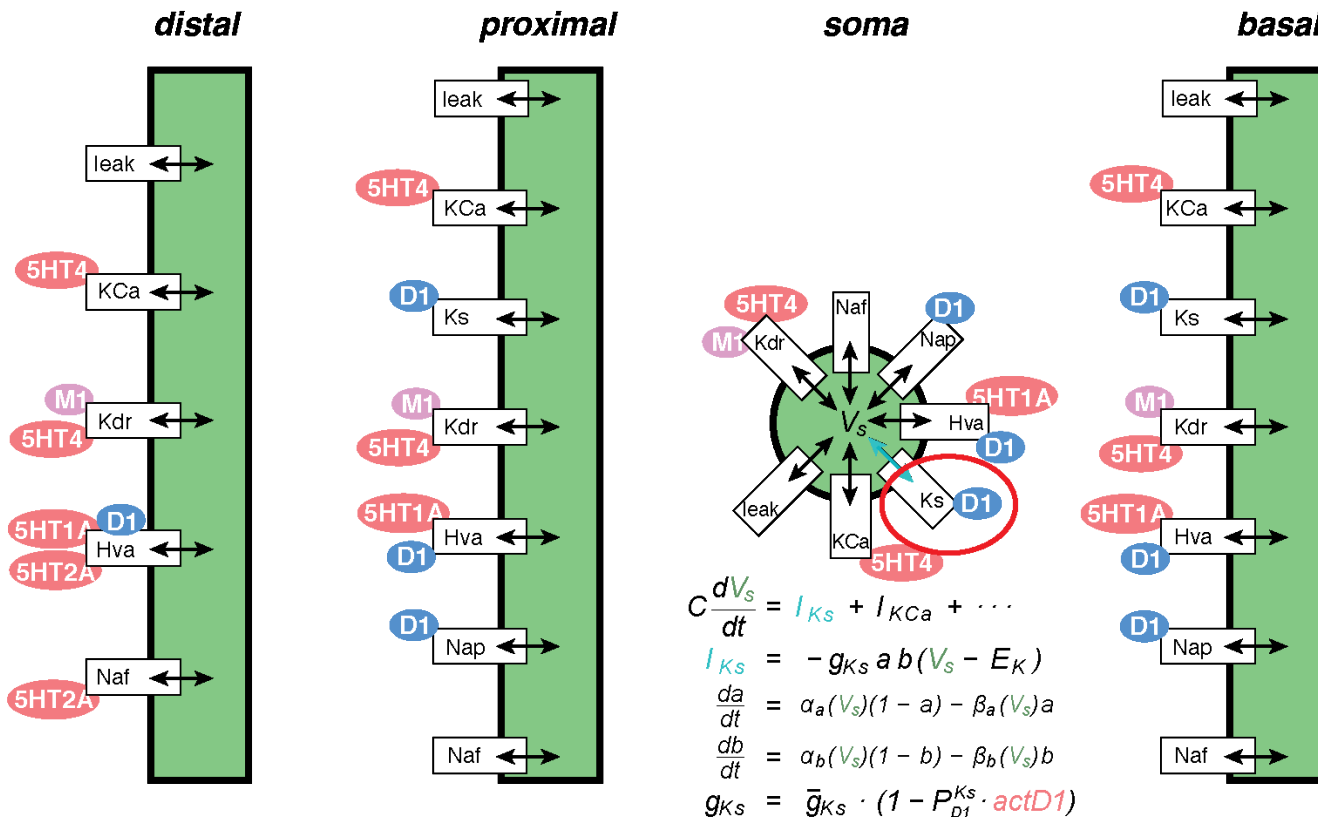 distal
leak
5HT4
KCa
M1
Kdr
5HT4
D1
5HT1A
Hva
5HT2A
Naf
5HT2A
proximal
leak
5HT4
KCa
D1
Ks
M1
Kdr
5HT4
5HT1A
Hva
D1
D1
Nap
Naf
soma
5HT4
M1
Kdr
Naf
D1
Nap
5HT1A
Hva
D1
Vs
Ks
D1
leak
KCa
5HT4
C dVs/dt = I Ks + I KCa + ···
I Ks = −gKs a b (Vs − EK)
da/dt = αa(Vs)(1 − a) − βa(Vs)a
db/dt = αb(Vs)(1 − b) − βb(Vs)b
gKs = ḡKs · (1 − P^Ks_D1 · actD1)
basal
leak
5HT4
KCa
D1
Ks
M1
Kdr
5HT4
5HT1A
Hva
D1
D1
Nap
Naf